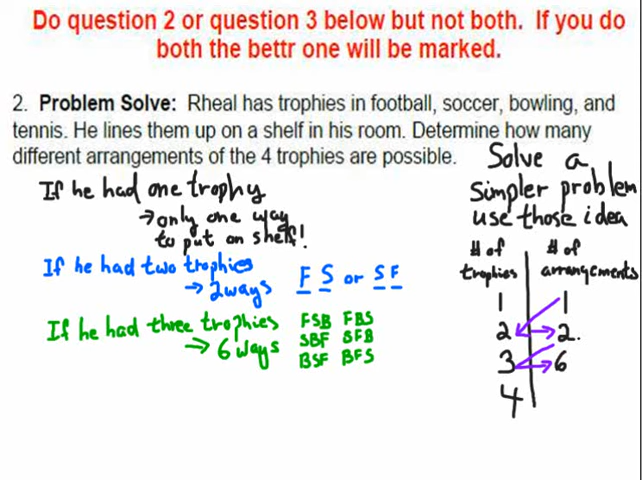 Do question 2 or question 3 below but not both. If you do
both the bettr one will be marked.
2. Problem Solve: Rheal has trophies in football, soccer, bowling, and
tennis. He lines them up on a shelf in his room. Determine how many
different arrangements of the 4 trophies are possible.
If he had one trophy
→ only one way
to put on shelf!
If he had two trophies
→ 2ways F S or S F
If he had three trophies
→ 6 ways
FSB FBS
SBF SFB
BSF BFS
Solve a
simpler problem
use those idea
# of trophies | # of arrangements
1 | 1
2 | 2.
3 | 6
4